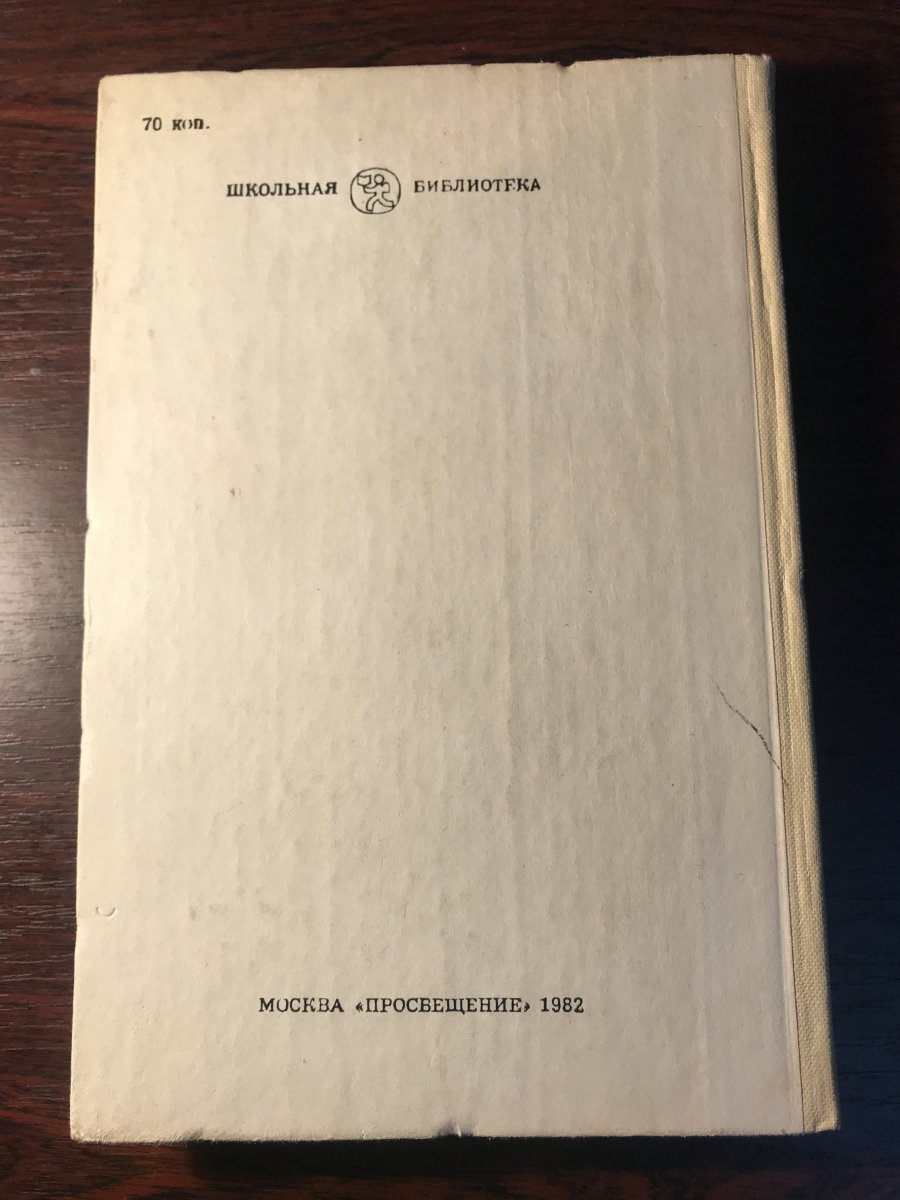 70 коп.
ШКОЛЬНАЯ БИБЛИОТЕКА
МОСКВА «ПРОСВЕЩЕНИЕ» 1982